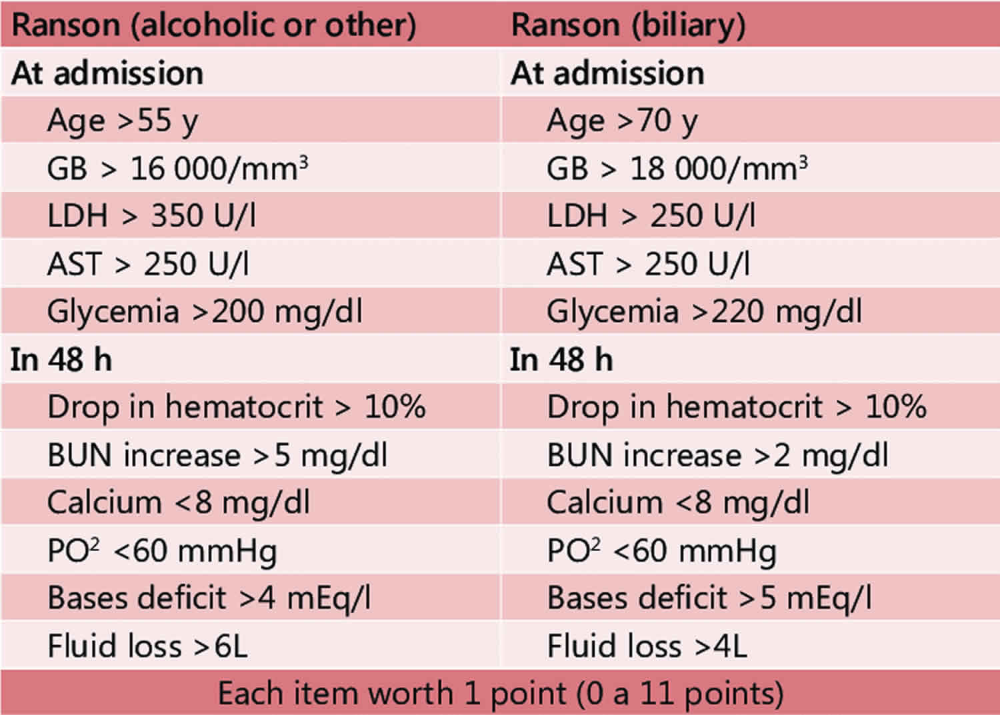 Ranson (alcoholic or other) Ranson (biliary)
At admission At admission
Age >55 y Age >70 y
GB > 16 000/mm³ GB > 18 000/mm³
LDH > 350 U/l LDH > 250 U/l
AST > 250 U/l AST > 250 U/l
Glycemia >200 mg/dl Glycemia >220 mg/dl
In 48 h In 48 h
Drop in hematocrit > 10% Drop in hematocrit > 10%
BUN increase >5 mg/dl BUN increase >2 mg/dl
Calcium <8 mg/dl Calcium <8 mg/dl
PO² <60 mmHg PO² <60 mmHg
Bases deficit >4 mEq/l Bases deficit >5 mEq/l
Fluid loss >6L Fluid loss >4L
Each item worth 1 point (0 a 11 points)